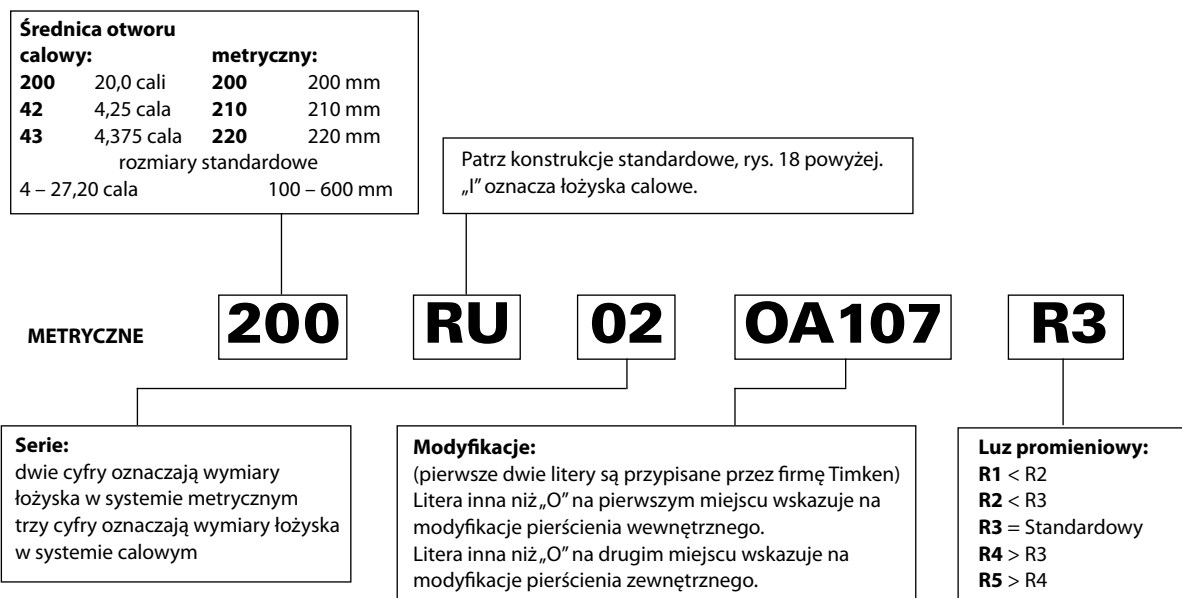 Średnica otworu
calowy: metryczny:
200 20,0 cali 200 200 mm
42 4,25 cala 210 210 mm
43 4,375 cala 220 220 mm
rozmiary standardowe
4 – 27,20 cala 100 – 600 mm
Patrz konstrukcje standardowe, rys. 18 powyżej.
„I” oznacza łożyska calowe.
METRYCZNE 200 RU 02 OA107 R3
Serie:
dwie cyfry oznaczają wymiary
łożyska w systemie metrycznym
trzy cyfry oznaczają wymiary łożyska
w systemie calowym
Modyfikacje:
(pierwsze dwie litery są przypisane przez firmę Timken)
Litera inna niż „O” na pierwszym miejscu wskazuje na
modyfikacje pierścienia wewnętrznego.
Litera inna niż „O” na drugim miejscu wskazuje na
modyfikacje pierścienia zewnętrznego.
Luz promieniowy:
R1 < R2
R2 < R3
R3 = Standardowy
R4 > R3
R5 > R4